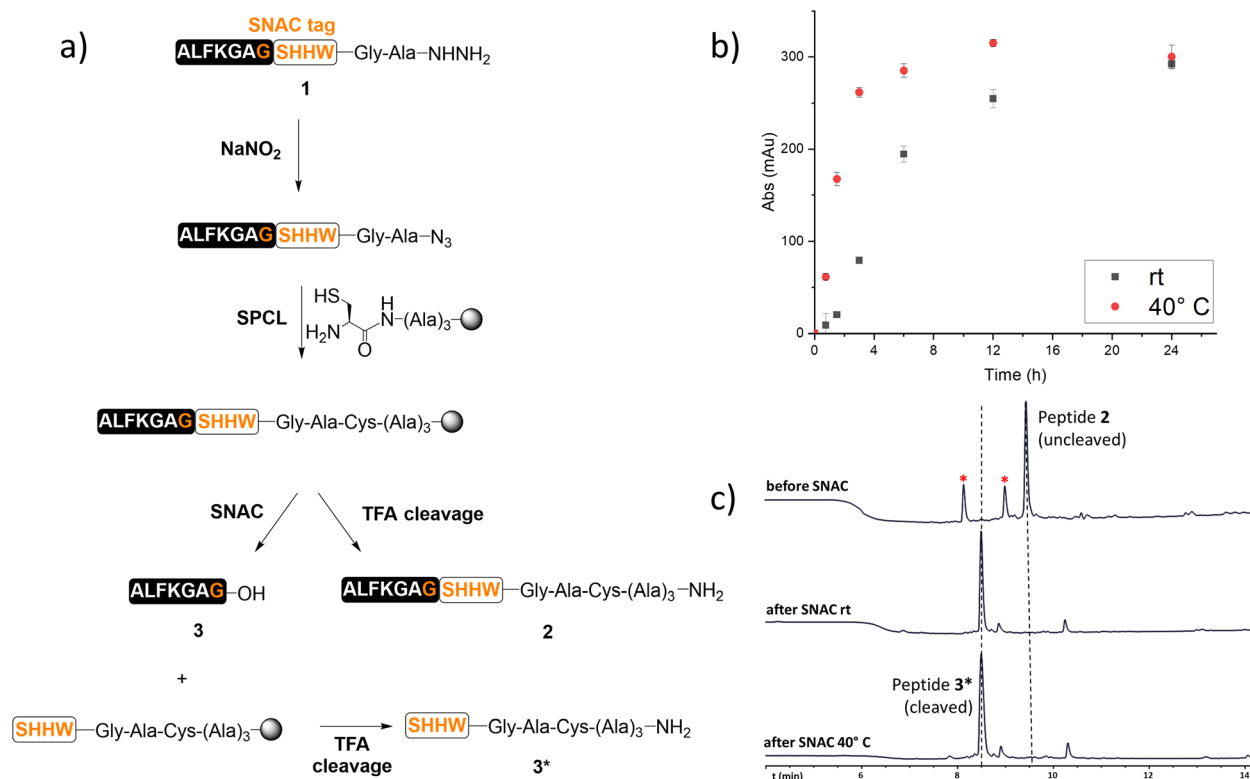 a)
SNAC tag
ALFKGAG SHHW Gly-Ala-NHNH2
1
NaNO2
ALFKGAG SHHW Gly-Ala-N3
SPCL
HS
H2N
O
H
N-(Ala)3
ALFKGAG SHHW Gly-Ala-Cys-(Ala)3
SNAC
TFA cleavage
ALFKGAG-OH
3
ALFKGAG SHHW Gly-Ala-Cys-(Ala)3-NH2
2
+
SHHW Gly-Ala-Cys-(Ala)3
TFA
cleavage
SHHW Gly-Ala-Cys-(Ala)3-NH2
3*
b)
Abs (mAu)
300
200
100
0
0 4 8 12 16 20 24
Time (h)
rt
40° C
c)
Peptide 2
(uncleaved)
before SNAC
* *
after SNAC rt
Peptide 3*
(cleaved)
after SNAC 40° C
t (min) 6 8 10 12 14